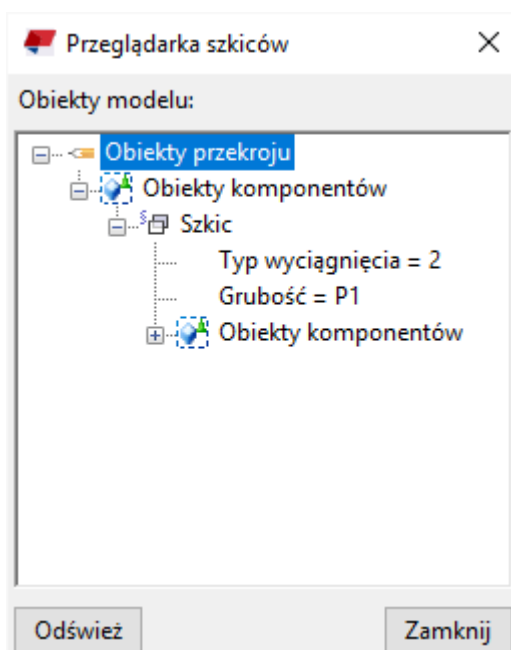 Przeglądarka szkiców
Obiekty modelu:
Obiekty przekroju
Obiekty komponentów
Szkic
Typ wyciągnięcia = 2
Grubość = P1
Obiekty komponentów
Odśwież
Zamknij